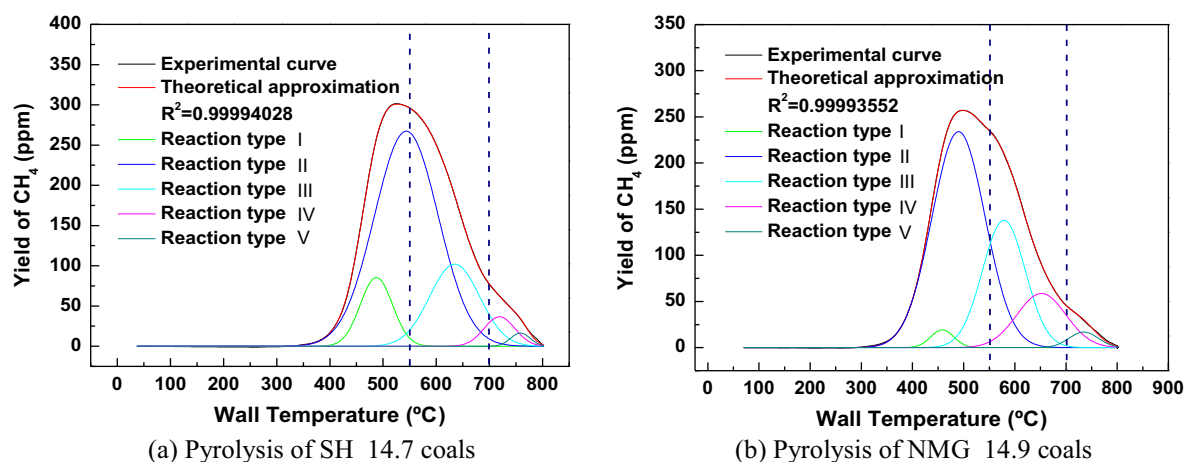 400
350
300
250
200
150
100
50
0
Yield of CH4 (ppm)
Experimental curve
Theoretical approximation
R2=0.99994028
Reaction type I
Reaction type II
Reaction type III
Reaction type IV
Reaction type V
0 100 200 300 400 500 600 700 800
Wall Temperature (ºC)
(a) Pyrolysis of SH 14.7 coals
350
300
250
200
150
100
50
0
Yield of CH4 (ppm)
Experimental curve
Theoretical approximation
R2=0.99993552
Reaction type I
Reaction type II
Reaction type III
Reaction type IV
Reaction type V
0 100 200 300 400 500 600 700 800 900
Wall Temperature (ºC)
(b) Pyrolysis of NMG 14.9 coals